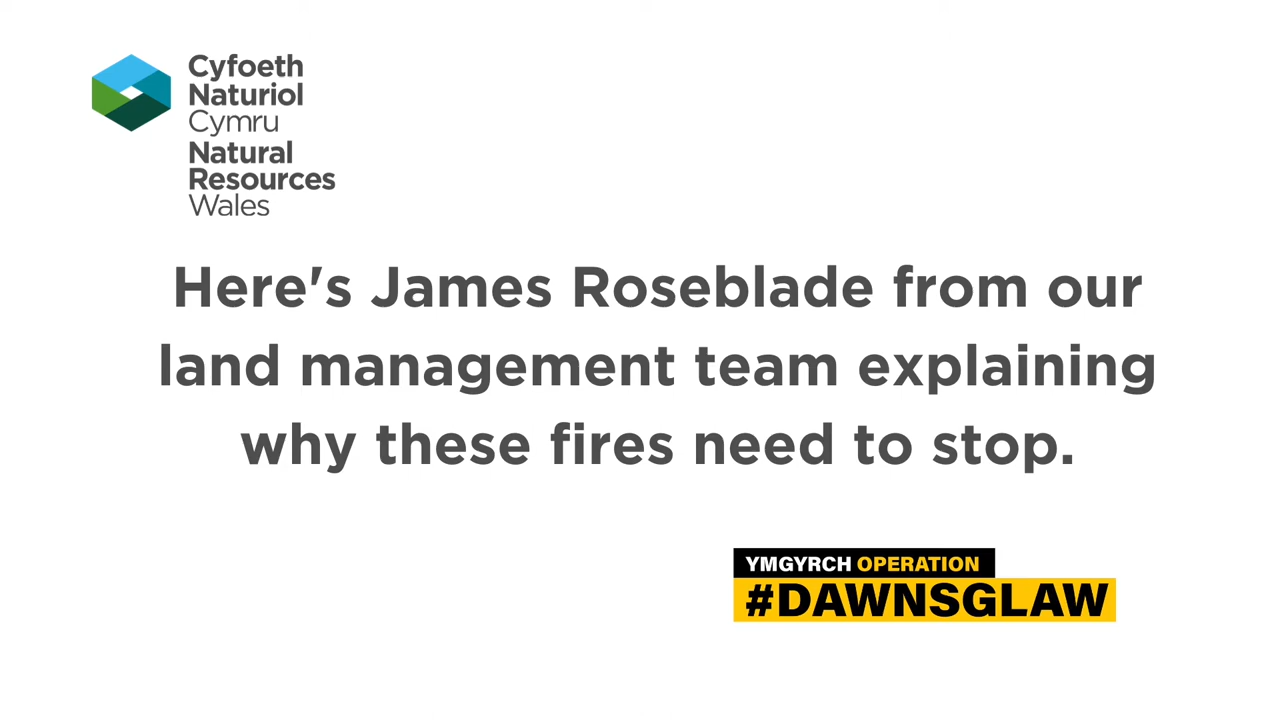 Cyfoeth
Naturiol
Cymru
Natural
Resources
Wales
Here's James Roseblade from our
land management team explaining
why these fires need to stop.
YMGYRCH OPERATION
#DAWNSGLAW